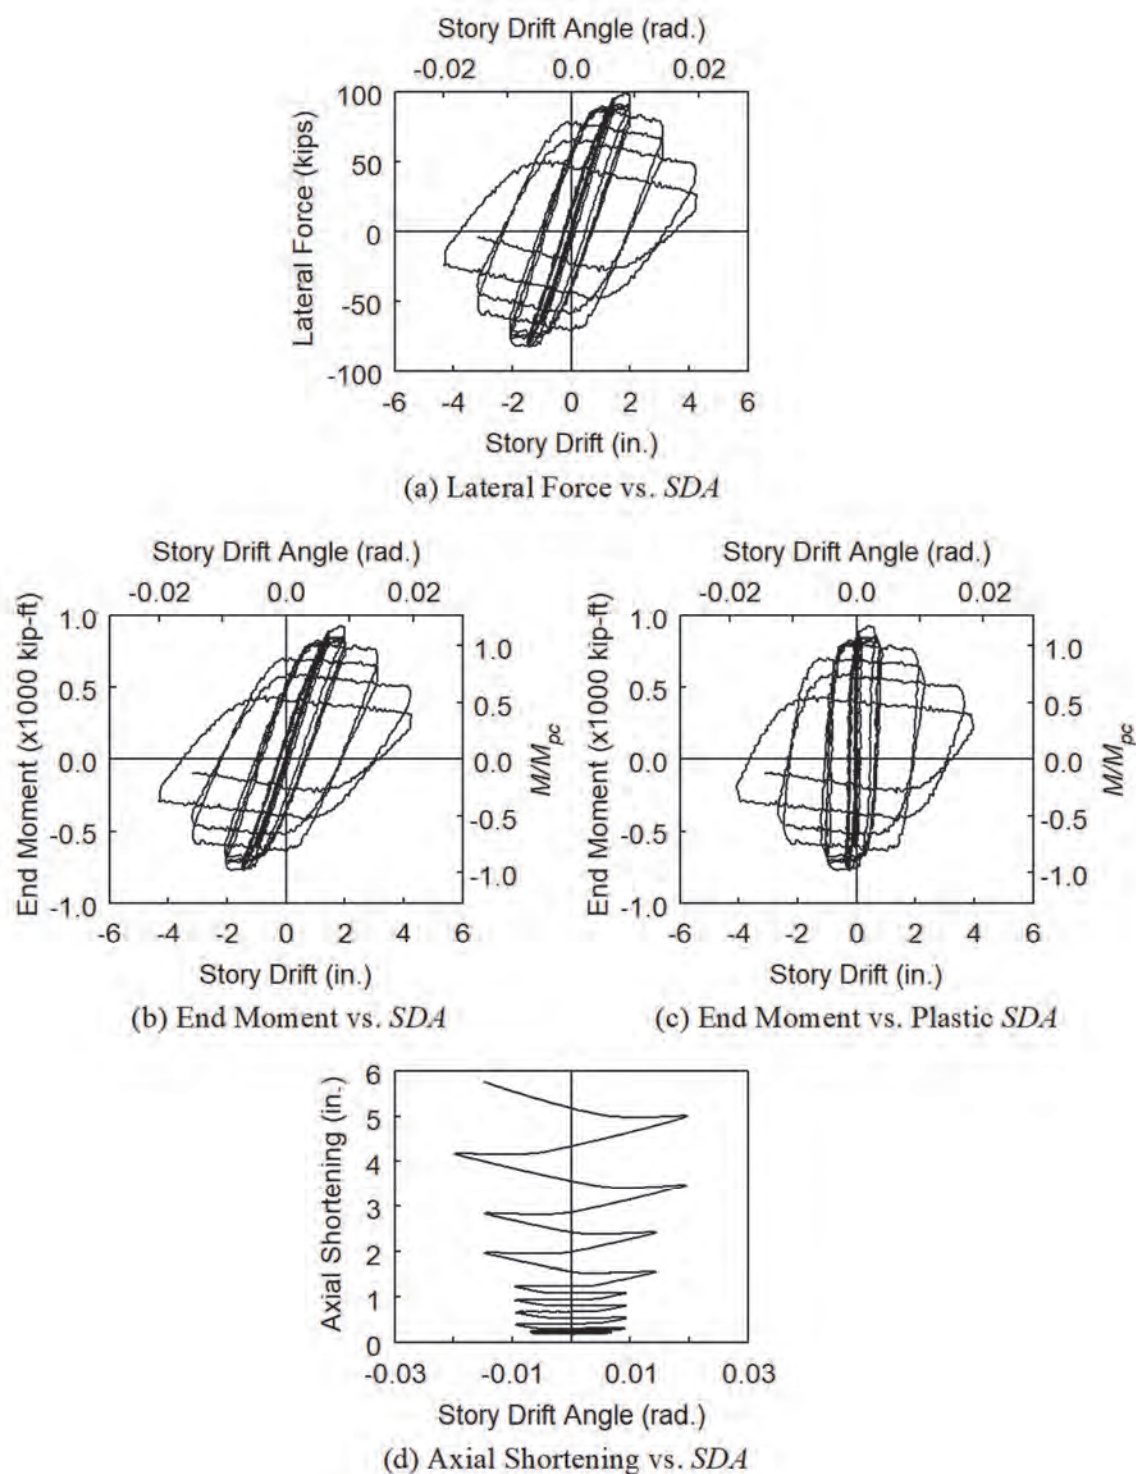 Story Drift Angle (rad.)
-0.02 0.0 0.02
Lateral Force (kips)
100
50
0
-50
-100
-6 -4 -2 0 2 4 6
Story Drift (in.)
(a) Lateral Force vs. SDA
Story Drift Angle (rad.)
-0.02 0.0 0.02
End Moment (x1000 kip-ft)
1.0
0.5
0.0
-0.5
-1.0
1.0
0.5
0.0
-0.5
-1.0
M/Mpc
-6 -4 -2 0 2 4 6
Story Drift (in.)
(b) End Moment vs. SDA
Story Drift Angle (rad.)
-0.02 0.0 0.02
End Moment (x1000 kip-ft)
1.0
0.5
0.0
-0.5
-1.0
1.0
0.5
0.0
-0.5
-1.0
M/Mpc
-6 -4 -2 0 2 4 6
Story Drift (in.)
(c) End Moment vs. Plastic SDA
Axial Shortening (in.)
6
5
4
3
2
1
0
-0.03 -0.01 0.01 0.03
Story Drift Angle (rad.)
(d) Axial Shortening vs. SDA